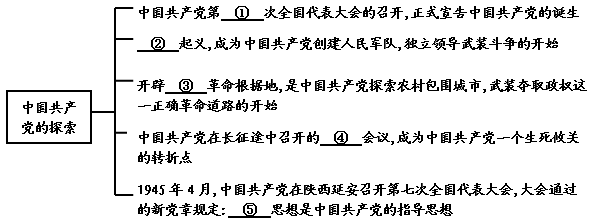 中国共产党第 ① 次全国代表大会的召开,正式宣告中国共产党的诞生
② 起义,成为中国共产党创建人民军队,独立领导武装斗争的开始
开辟 ③ 革命根据地,是中国共产党探索农村包围城市,武装夺取政权这
一正确革命道路的开始
中国共产
党的探索
中国共产党在长征途中召开的 ④ 会议,成为中国共产党一个生死攸关
的转折点
1945年4月,中国共产党在陕西延安召开第七次全国代表大会,大会通过
的新党章规定: ⑤ 思想是中国共产党的指导思想